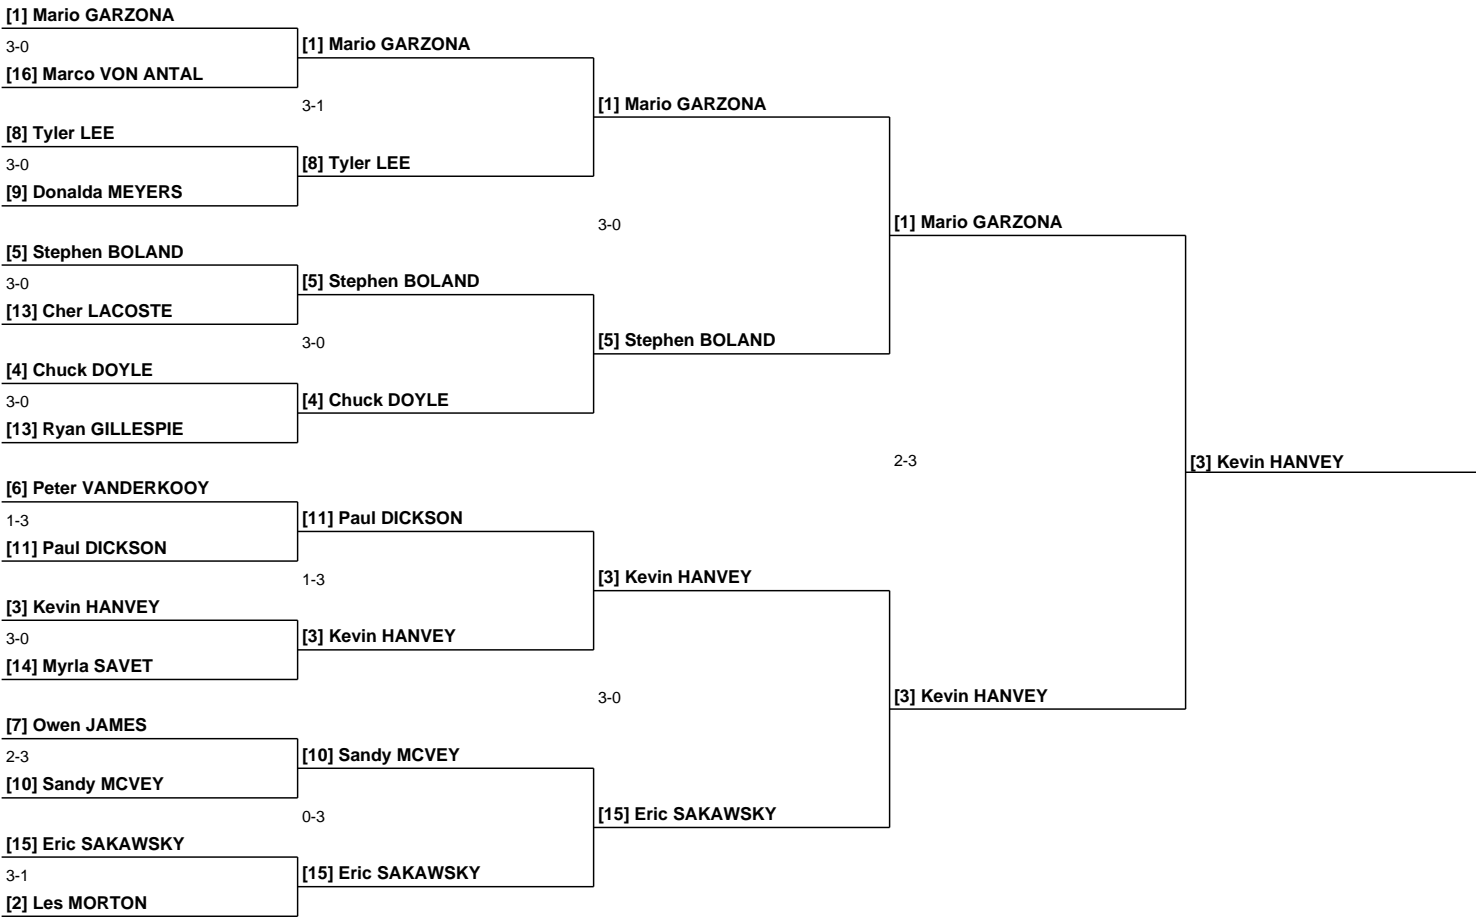 [1] Mario GARZONA
3-0
[16] Marco VON ANTAL
[8] Tyler LEE
3-0
[9] Donalda MEYERS
[5] Stephen BOLAND
3-0
[13] Cher LACOSTE
[4] Chuck DOYLE
3-0
[13] Ryan GILLESPIE
[6] Peter VANDERKOOY
1-3
[11] Paul DICKSON
[3] Kevin HANVEY
3-0
[14] Myrla SAVET
[7] Owen JAMES
2-3
[10] Sandy MCVEY
[15] Eric SAKAWSKY
3-1
[2] Les MORTON
[1] Mario GARZONA
3-1
[8] Tyler LEE
[5] Stephen BOLAND
3-0
[4] Chuck DOYLE
[11] Paul DICKSON
1-3
[3] Kevin HANVEY
[10] Sandy MCVEY
0-3
[15] Eric SAKAWSKY
[1] Mario GARZONA
3-0
[5] Stephen BOLAND
[3] Kevin HANVEY
3-0
[15] Eric SAKAWSKY
[1] Mario GARZONA
2-3
[3] Kevin HANVEY
[3] Kevin HANVEY